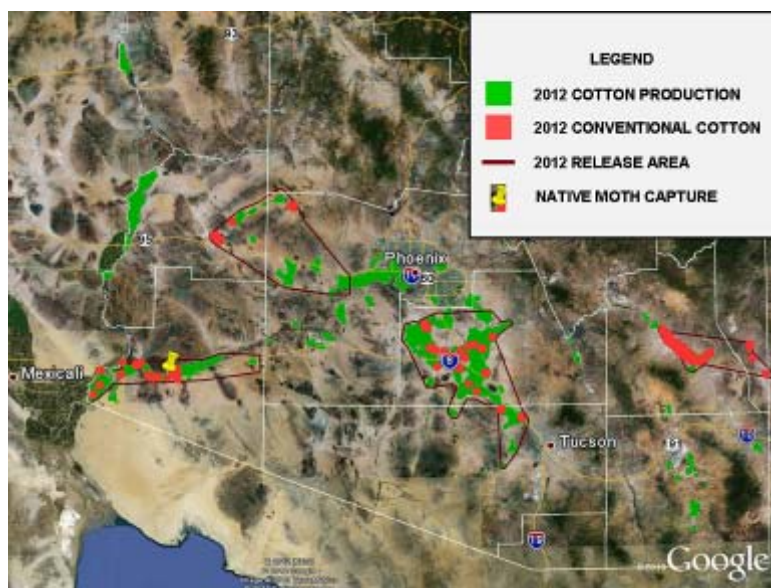 LEGEND
2012 COTTON PRODUCTION
2012 CONVENTIONAL COTTON
2012 RELEASE AREA
NATIVE MOTH CAPTURE
Phoenix
Mexicali
Tucson
Google